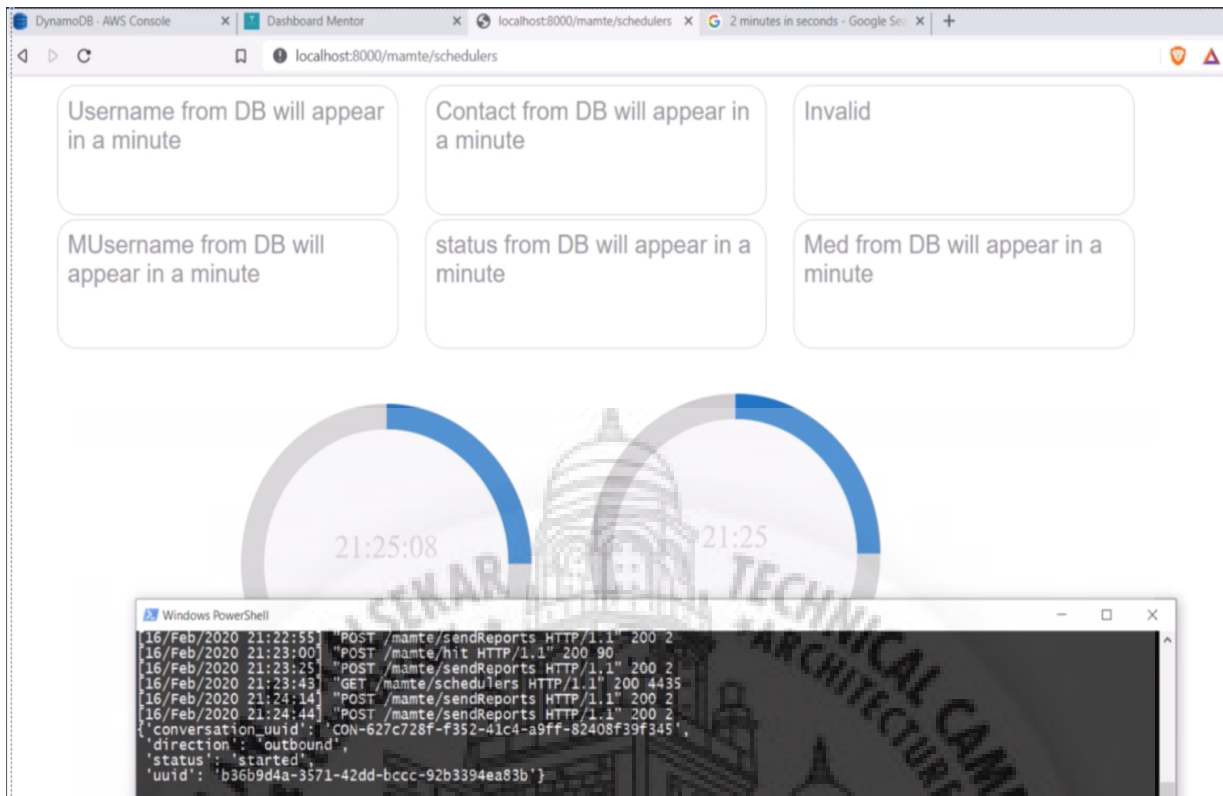 DynamoDB - AWS Console
Dashboard Mentor
localhost:8000/mamte/schedulers
2 minutes in seconds - Google Se
localhost:8000/mamte/schedulers
Username from DB will appear
in a minute
Contact from DB will appear in
a minute
Invalid
MUsername from DB will
appear in a minute
status from DB will appear in a
minute
Med from DB will appear in a
minute
21:25:08
21:25
SEKAR
TECHNICAL CAM
*ARCHITECTURE
Windows PowerShell
[16/Feb/2020 21:22:55] "POST /mamte/sendReports HTTP/1.1" 200 2
[16/Feb/2020 21:23:00] "POST /mamte/hit HTTP/1.1" 200 90
[16/Feb/2020 21:23:25] "POST /mamte/sendReports HTTP/1.1" 200 2
[16/Feb/2020 21:23:43] "GET /mamte/schedulers HTTP/1.1" 200 4435
[16/Feb/2020 21:24:14] "POST /mamte/sendReports HTTP/1.1" 200 2
[16/Feb/2020 21:24:44] "POST /mamte/sendReports HTTP/1.1" 200 2
{'conversation_uuid': 'CON-627c728f-f352-41c4-a9ff-82408f39f345',
'direction': 'outbound',
'status': 'started',
'uuid': 'b36b9d4a-3571-42dd-bccc-92b3394ea83b'}